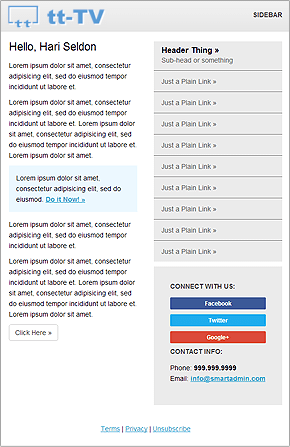 tt tt-TV
SIDEBAR
Hello, Hari Seldon
Lorem ipsum dolor sit amet, consectetur
adipisicing elit, sed do eiusmod tempor
incididunt ut labore et.
Lorem ipsum dolor sit amet, consectetur
adipisicing elit, sed do eiusmod tempor
incididunt ut labore et. Lorem ipsum dolor
sit amet, consectetur adipisicing elit, sed
do eiusmod tempor incididunt ut labore et.
Lorem ipsum dolor sit amet.
Lorem ipsum dolor sit amet,
consectetur adipisicing elit, sed do
eiusmod. Do It Now! »
Lorem ipsum dolor sit amet, consectetur
adipisicing elit, sed do eiusmod tempor
incididunt ut labore et.
Lorem ipsum dolor sit amet, consectetur
adipisicing elit, sed do eiusmod tempor
incididunt ut labore et. Lorem ipsum dolor
sit amet, consectetur adipisicing elit, sed
do eiusmod tempor incididunt ut labore et.
Lorem ipsum dolor sit amet.
Click Here »
Header Thing »
Sub-head or something
Just a Plain Link »
Just a Plain Link »
Just a Plain Link »
Just a Plain Link »
Just a Plain Link »
Just a Plain Link »
Just a Plain Link »
Just a Plain Link »
Just a Plain Link »
CONNECT WITH US:
Facebook
Twitter
Google+
CONTACT INFO:
Phone: 999.999.9999
Email: info@smartadmin.com
Terms | Privacy | Unsubscribe